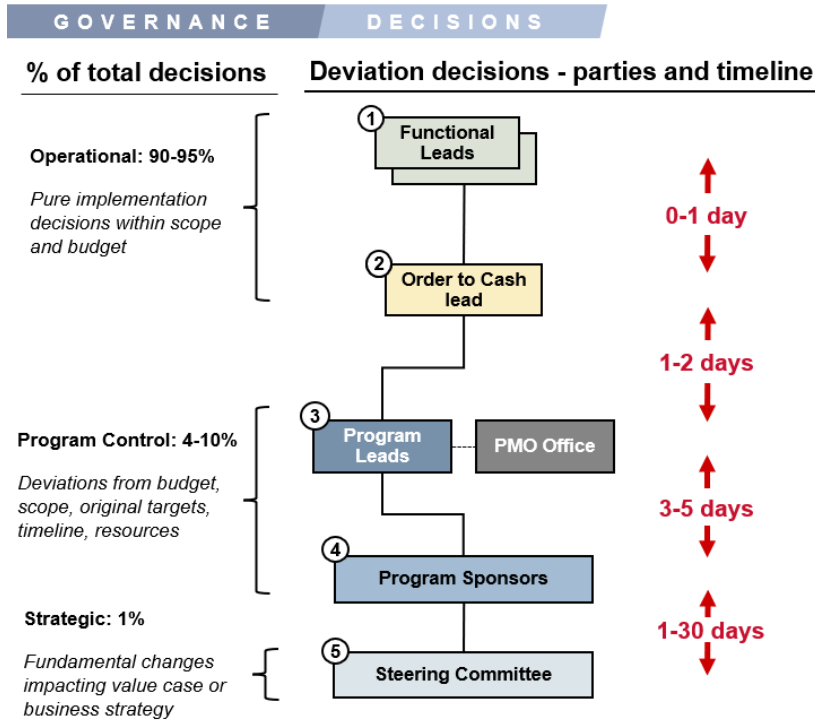 GOVERNANCE DECISIONS
% of total decisions
Deviation decisions - parties and timeline
Operational: 90-95%
Pure implementation
decisions within scope
and budget
1
Functional
Leads
0-1 day
2
Order to Cash
lead
1-2 days
Program Control: 4-10%
Deviations from budget,
scope, original targets,
timeline, resources
3
Program
Leads
PMO Office
3-5 days
4
Program Sponsors
Strategic: 1%
Fundamental changes
impacting value case or
business strategy
1-30 days
5
Steering Committee